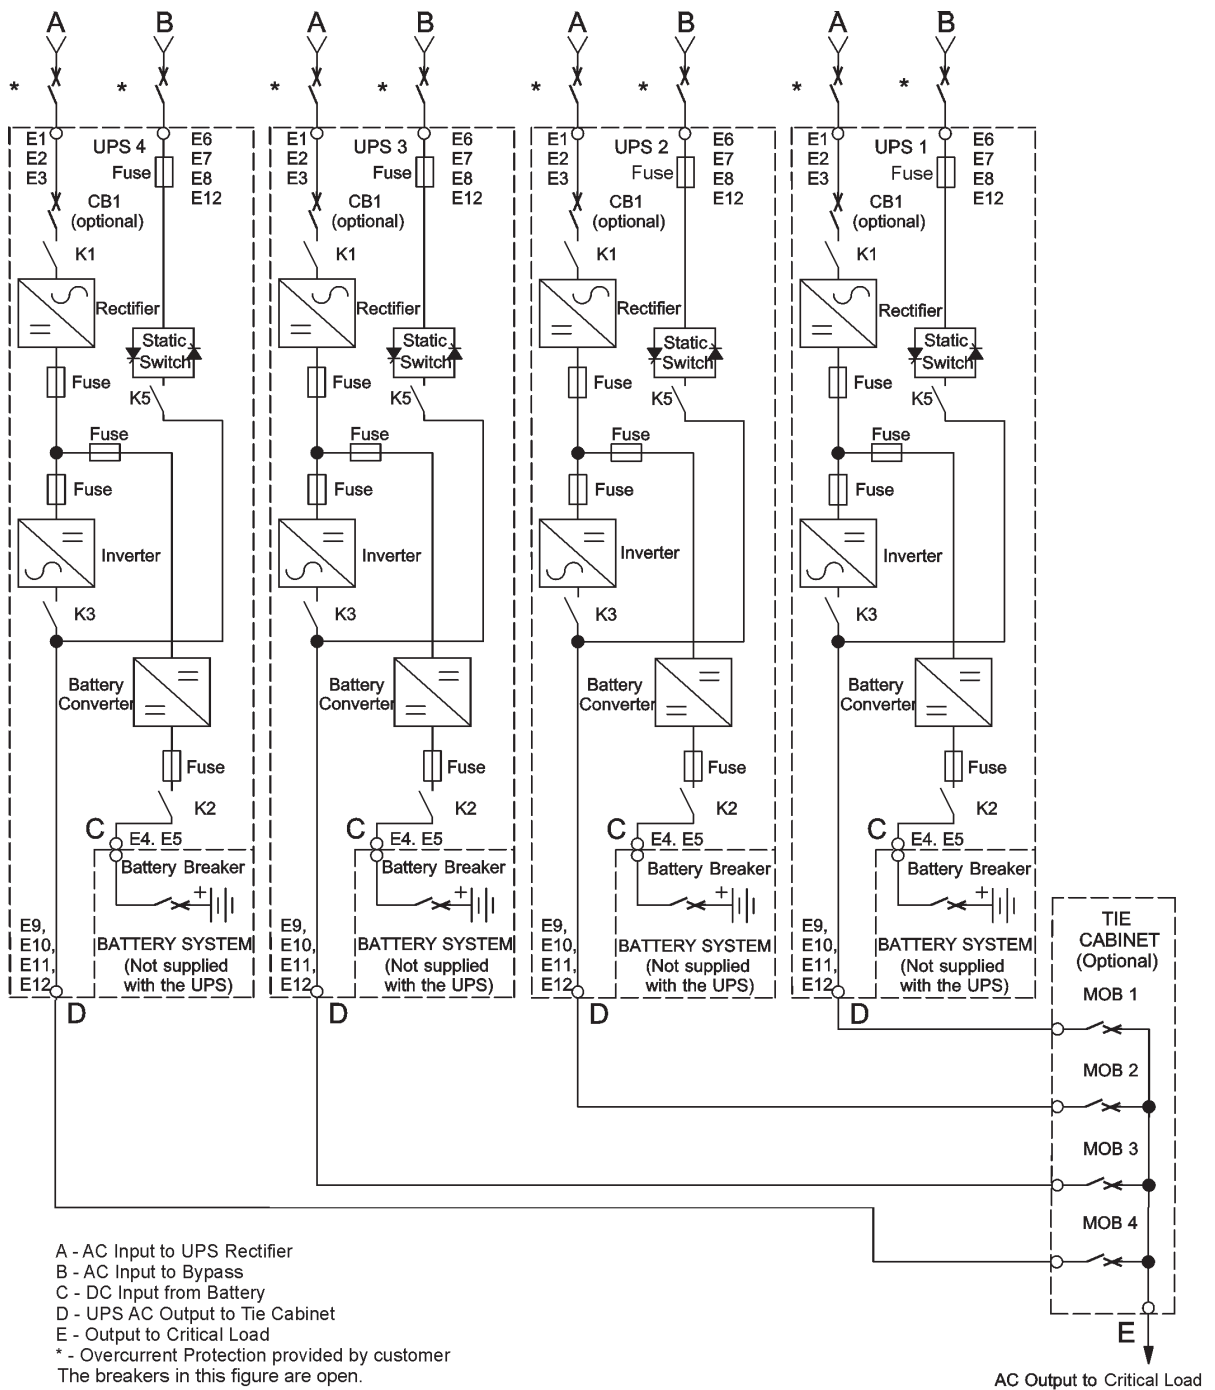 A B A B A B A B
* * * * * * * *
E1 E6 E1 E6 E1 E6 E1 E6
E2 UPS 4 E7 E2 UPS 3 E7 E2 UPS 2 E7 E2 UPS 1 E7
E3 Fuse E8 E3 Fuse E8 E3 Fuse E8 E3 Fuse E8
CB1 E12 CB1 E12 CB1 E12 CB1 E12
(optional) (optional) (optional) (optional)
K1 K1 K1 K1
Rectifier Rectifier Rectifier Rectifier
Static Static Static Static
Switch Switch Switch Switch
Fuse Fuse Fuse Fuse
K5 K5 K5 K5
Fuse Fuse Fuse Fuse
Fuse Fuse Fuse Fuse
Inverter Inverter Inverter Inverter
K3 K3 K3 K3
Battery Battery Battery Battery
Converter Converter Converter Converter
Fuse Fuse Fuse Fuse
K2 K2 K2 K2
C E4. E5 C E4. E5 C E4. E5 C E4. E5
Battery Breaker Battery Breaker Battery Breaker Battery Breaker
+ + + +
E9, E9, E9, E9,
E10, BATTERY SYSTEM E10, BATTERY SYSTEM E10, BATTERY SYSTEM E10, BATTERY SYSTEM
E11, (Not supplied E11, (Not supplied E11, (Not supplied E11, (Not supplied
E12 with the UPS) E12 with the UPS) E12 with the UPS) E12 with the UPS)
D D D D
TIE
CABINET
(Optional)
MOB 1
MOB 2
MOB 3
MOB 4
E
AC Output to Critical Load
A - AC Input to UPS Rectifier
B - AC Input to Bypass
C - DC Input from Battery
D - UPS AC Output to Tie Cabinet
E - Output to Critical Load
* - Overcurrent Protection provided by customer
The breakers in this figure are open.